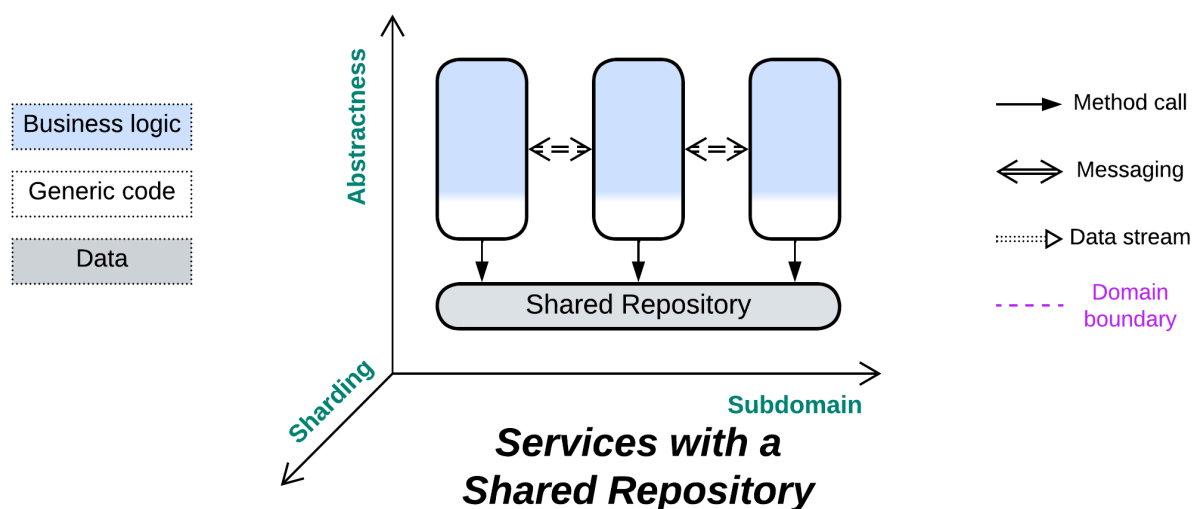 Abstractness
Business logic
Generic code
Data
Shared Repository
Method call
Messaging
Data stream
Domain
boundary
Sharding
Subdomain
Services with a
Shared Repository